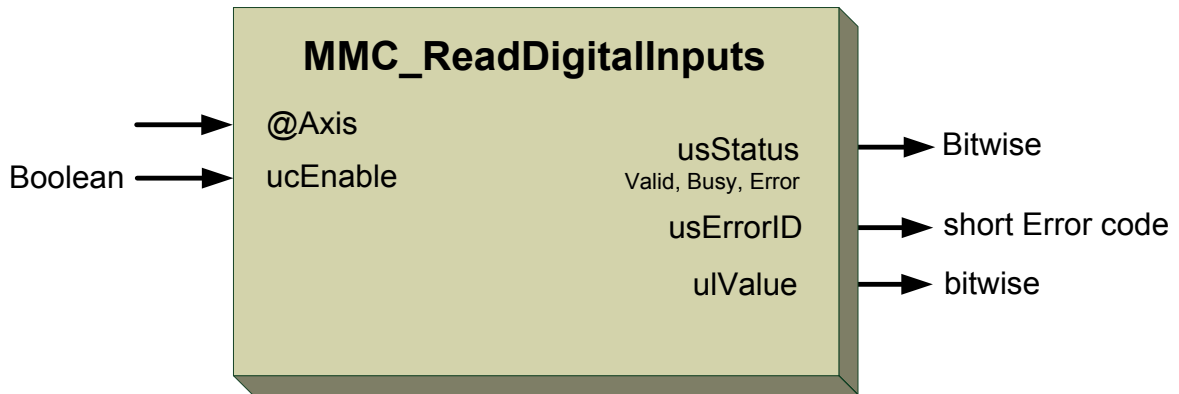 MMC_ReadDigitalInputs
@Axis
Boolean
ucEnable
usStatus
Bitwise
Valid, Busy, Error
usErrorID
short Error code
ulValue
bitwise